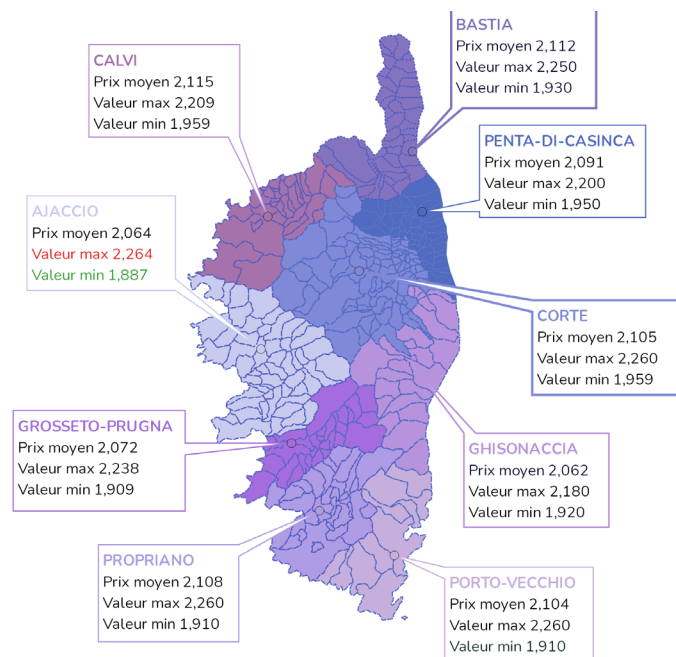 BASTIA
Prix moyen 2,112
Valeur max 2,250
Valeur min 1,930
CALVI
Prix moyen 2,115
Valeur max 2,209
Valeur min 1,959
PENTA-DI-CASINCA
Prix moyen 2,091
Valeur max 2,200
Valeur min 1,950
AJACCIO
Prix moyen 2,064
Valeur max 2,264
Valeur min 1,887
CORTE
Prix moyen 2,105
Valeur max 2,260
Valeur min 1,959
GROSSETO-PRUGNA
Prix moyen 2,072
Valeur max 2,238
Valeur min 1,909
GHISONACCIA
Prix moyen 2,062
Valeur max 2,180
Valeur min 1,920
PROPRIANO
Prix moyen 2,108
Valeur max 2,260
Valeur min 1,910
PORTO-VECCHIO
Prix moyen 2,104
Valeur max 2,260
Valeur min 1,910